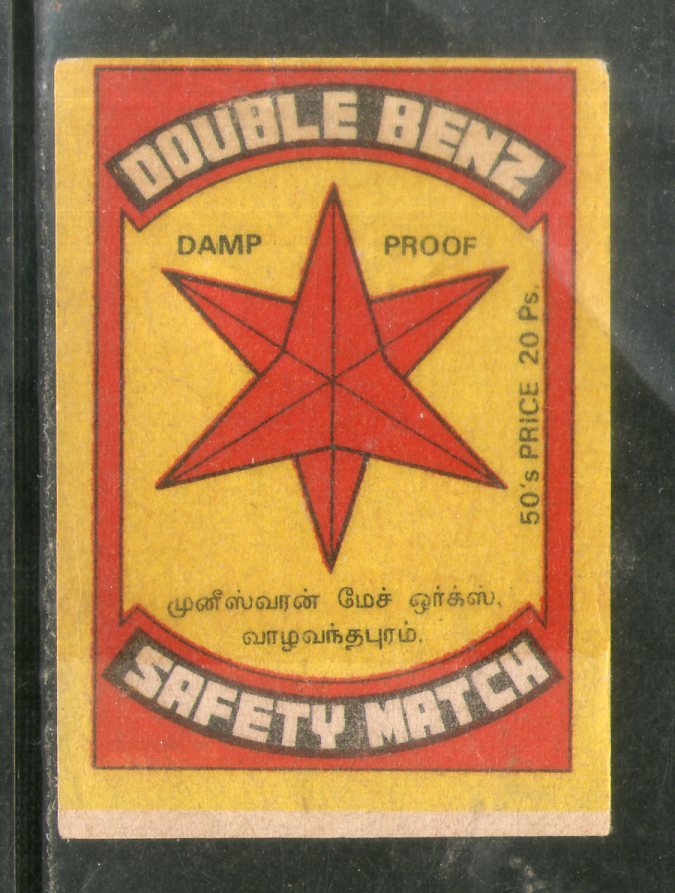 DOUBLE BENZ
DAMP PROOF
50's PRICE 20 Ps.
முனீஸ்வரன் மேச் ஒர்க்ஸ்,
வாழவந்தபுரம்.
SAFETY MATCH